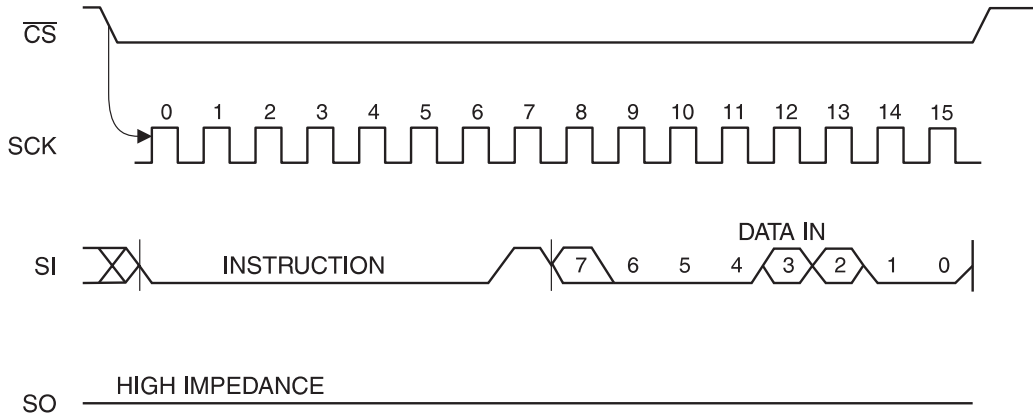 CS
0 1 2 3 4 5 6 7 8 9 10 11 12 13 14 15
SCK
DATA IN
SI
INSTRUCTION
7 6 5 4 3 2 1 0
HIGH IMPEDANCE
SO